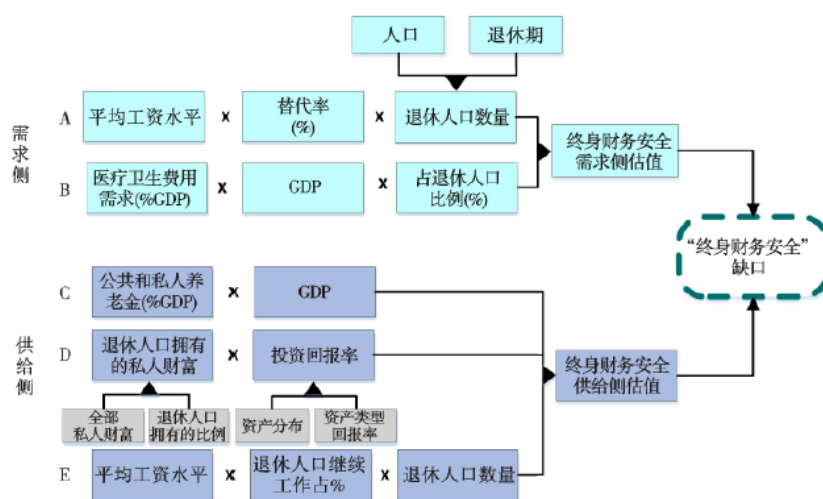 人口
退休期
需求侧
A
平均工资水平
x
替代率
(%)
x
退休人口数量
B
医疗卫生费用
需求(%GDP)
x
GDP
x
占退休人口
比例(%)
终身财务安全
需求侧估值
“终身财务安全”
缺口
供给侧
C
公共和私人养
老金(%GDP)
x
GDP
D
退休人口拥有
的私人财富
x
投资回报率
终身财务安全
供给侧估值
全部
私人财富
退休人口
拥有的比例
资产分布
资产类型
回报率
E
平均工资水平
x
退休人口继续
工作占%
x
退休人口数量